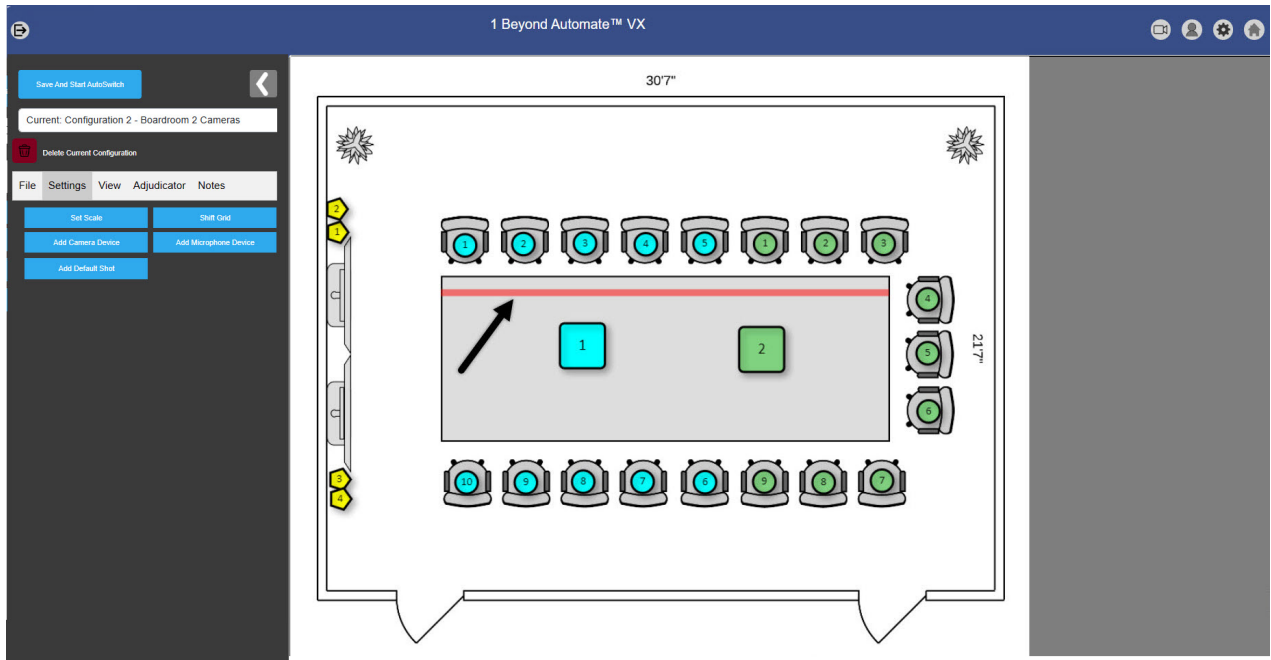 1 Beyond Automate™ VX
Save And Start AutoSwitch
Current: Configuration 2 - Boardroom 2 Cameras
Delete Current Configuration
File Settings View Adjudicator Notes
Set Scale Shift Grid
Add Camera Device Add Microphone Device
Add Default Shot
30'7"
2
1
1 2 3 4 5 1 2 3
4
1 2
5
21'7"
6
3
4
10 9 8 7 6 9 8 7